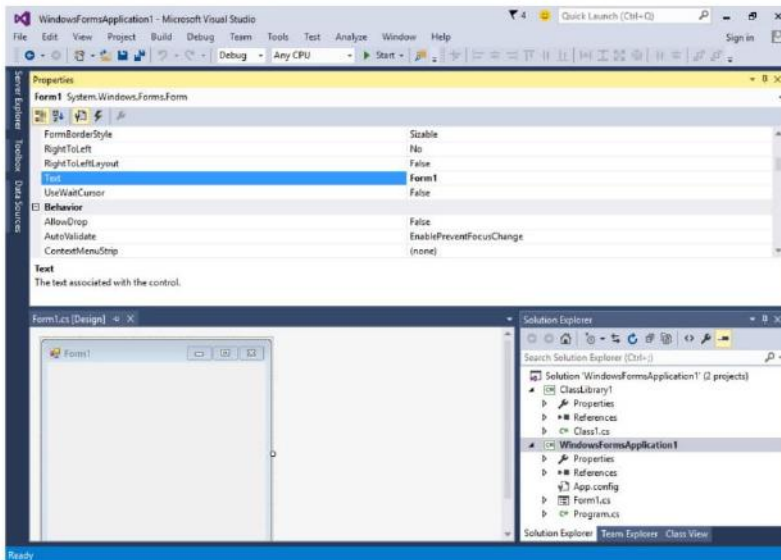 WindowsFormsApplication1 - Microsoft Visual Studio
4
Quick Launch (Ctrl+Q)
File Edit View Project Build Debug Team Tools Test Analyze Window Help
Sign in
Debug Any CPU Start
Server Explorer
Toolbox
Data Sources
Properties
Form1 System.Windows.Forms.Form
FormBorderStyle Sizable
RightToLeft No
RightToLeftLayout False
Text Form1
UseWaitCursor False
Behavior
AllowDrop False
AutoValidate EnablePreventFocusChange
ContextMenuStrip (none)
Text
The text associated with the control.
Form1.cs [Design]
Form1
Solution Explorer
Search Solution Explorer (Ctrl+;)
Solution 'WindowsFormsApplication1' (2 projects)
ClassLibrary1
Properties
References
Class1.cs
WindowsFormsApplication1
Properties
References
App.config
Form1.cs
Program.cs
Solution Explorer Team Explorer Class View
Ready